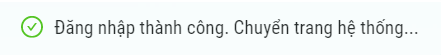 Đăng nhập thành công. Chuyển trang hệ thống...